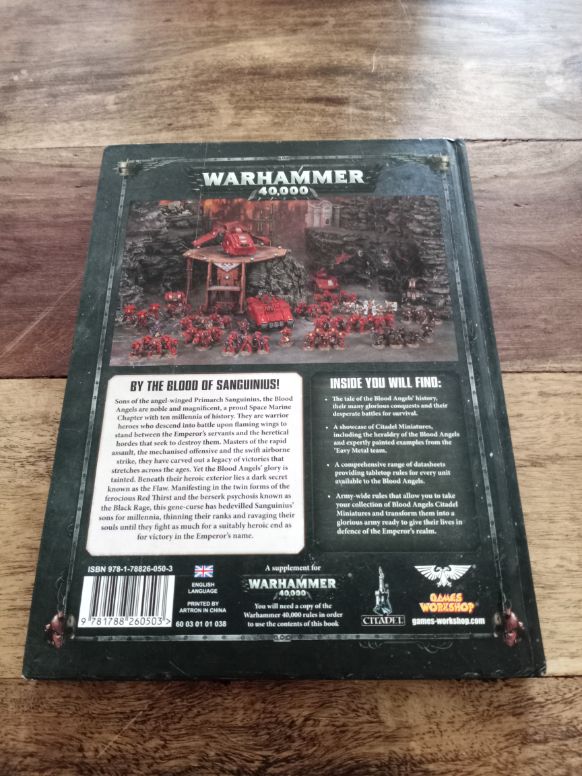 WARHAMMER
40,000
BY THE BLOOD OF SANGUINIUS!
Sons of the angel-winged Primarch Sanguinius, the Blood
Angels are noble and magnificent, a proud Space Marine
Chapter with ten millennia of history. They are warrior
heroes who descend into battle upon flaming wings to
stand between the Emperor's servants and the heretical
hordes that seek to destroy them. Masters of the rapid
assault, the mechanised offensive and the swift airborne
strike, they have carved out a legacy of victories that
stretches across the ages. Yet the Blood Angels' glory is
tainted. Beneath their heroic exterior lies a dark secret
known as the Flaw. Manifesting in the twin forms of the
ferocious Red Thirst and the berserk psychosis known as
the Black Rage, this gene-curse has bedevilled Sanguinius'
sons for millennia, thinning their ranks and ravaging their
souls until they fight as much for a suitably heroic end as
for victory in the Emperor's name.
INSIDE YOU WILL FIND:
• The tale of the Blood Angels' history,
their many glorious conquests and their
desperate battles for survival.
• A showcase of Citadel Miniatures,
including the heraldry of the Blood Angels
and expertly painted examples from the
'Eavy Metal team.
• A comprehensive range of datasheets
providing tabletop rules for every unit
available to the Blood Angels.
• Army-wide rules that allow you to take
your collection of Blood Angels Citadel
Miniatures and transform them into a
glorious army ready to give their lives in
defence of the Emperor's realm.
ISBN 978-1-78826-050-3
9 781788 260503 >
ENGLISH
LANGUAGE
PRINTED BY
ARTRON IN CHINA
60 03 01 01 038
A supplement for
WARHAMMER
40,000
You will need a copy of the
Warhammer 40,000 rules in order
to use the contents of this book
CITADEL
GAMES
WORKSHOP
games-workshop.com